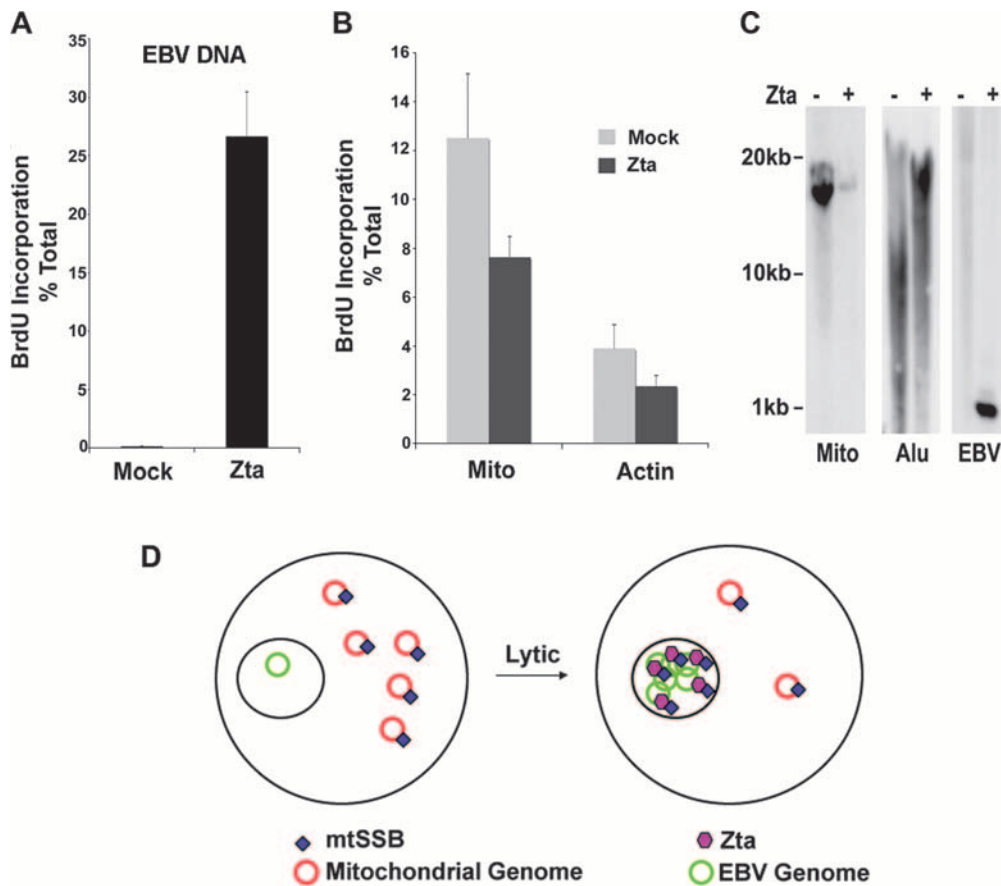 A
EBV DNA
BrdU Incorporation
% Total
35
30
25
20
15
10
5
0
Mock
Zta
B
BrdU Incorporation
% Total
16
14
12
10
8
6
4
2
0
Mock
Zta
Mito
Actin
C
Zta - + - + - +
20kb
10kb
1kb
Mito Alu EBV
D
Lytic
mtSSB
Mitochondrial Genome
Zta
EBV Genome